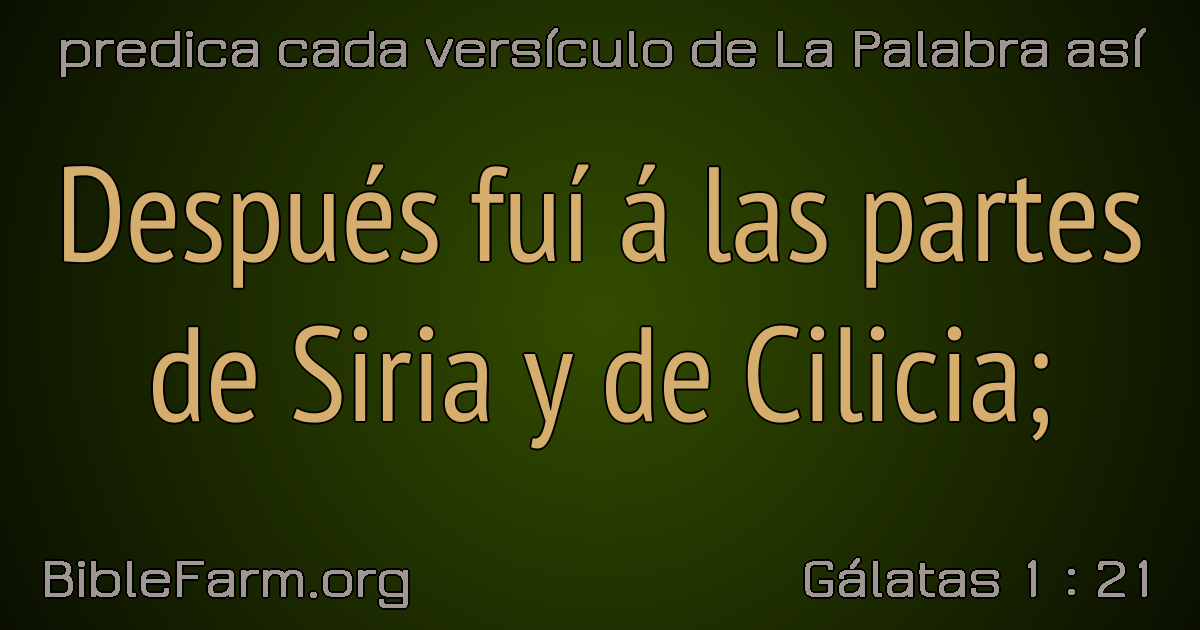 predica cada versículo de La Palabra así
Después fuí á las partes
de Siria y de Cilicia;
BibleFarm.org
Gálatas 1 : 21